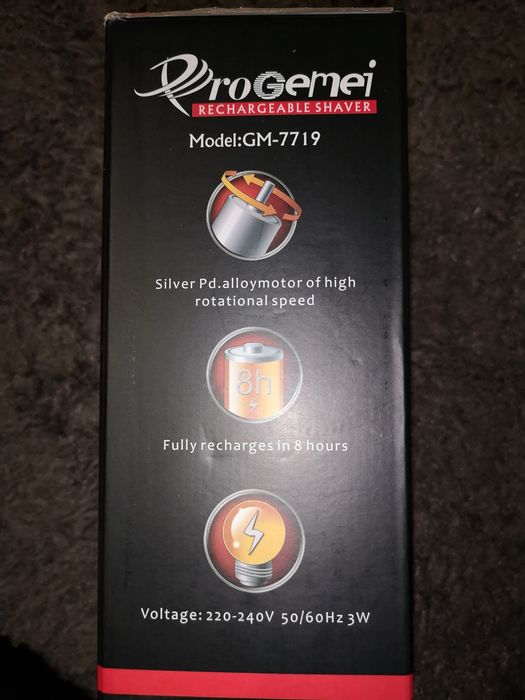 ProGemei
RECHARGEABLE SHAVER
Model:GM-7719
Silver Pd.alloymotor of high
rotational speed
8h
Fully recharges in 8 hours
Voltage: 220-240V 50/60Hz 3W